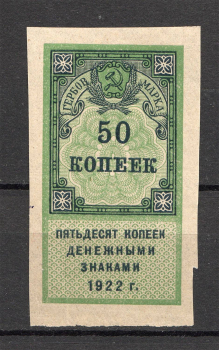 ГЕРБОВ. МАРКА
50
КОПЕЕК
ПЯТЬДЕСЯТ КОПЕЕК
ДЕНЕЖНЫМИ
ЗНАКАМИ
1922 г.